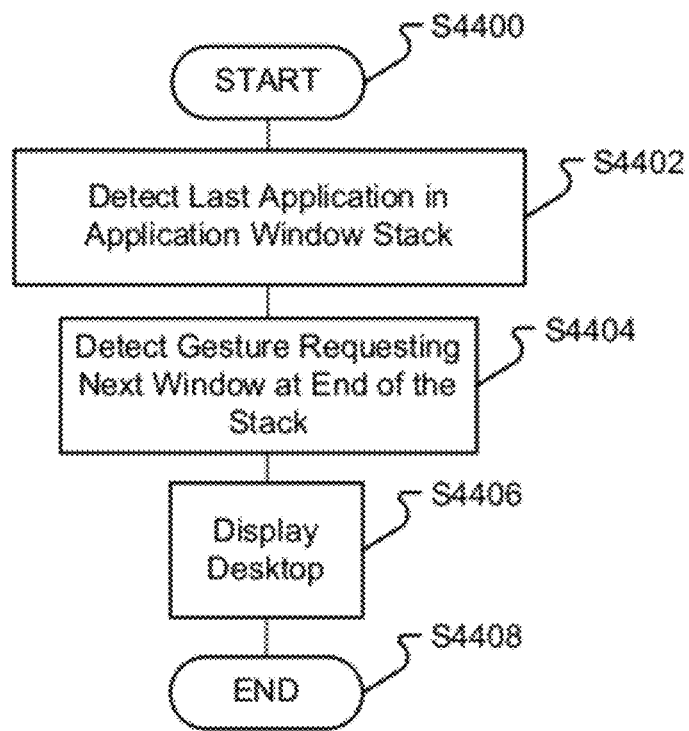 S4400
START
S4402
Detect Last Application in
Application Window Stack
S4404
Detect Gesture Requesting
Next Window at End of the
Stack
S4406
Display
Desktop
S4408
END